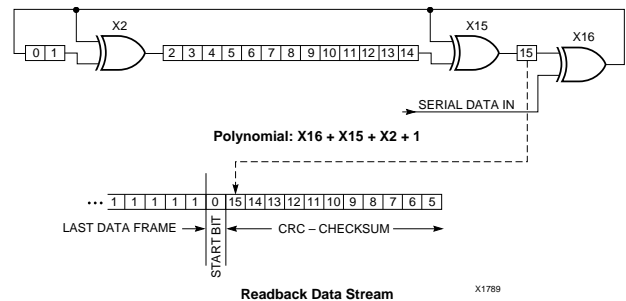 X2
X15
X16
0 1
2 3 4 5 6 7 8 9 10 11 12 13 14
15
SERIAL DATA IN
Polynomial: X16 + X15 + X2 + 1
••• 1 1 1 1 1 0 15 14 13 12 11 10 9 8 7 6 5
LAST DATA FRAME
START BIT
CRC – CHECKSUM
Readback Data Stream
X1789